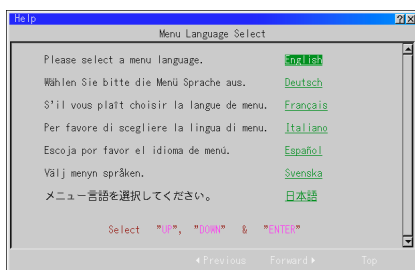 Help
Menu Language Select
Please select a menu language. English
Wählen Sie bitte die Menü Sprache aus. Deutsch
S'il vous plaît choisir la langue de menu. Français
Per favore di scegliere la lingua di menu. Italiano
Escoja por favor el idioma de menú. Español
Välj menyn språken. Svenska
メニュー言語を選択してください。 日本語
Select "UP", "DOWN" & "ENTER"
Previous Forward Top